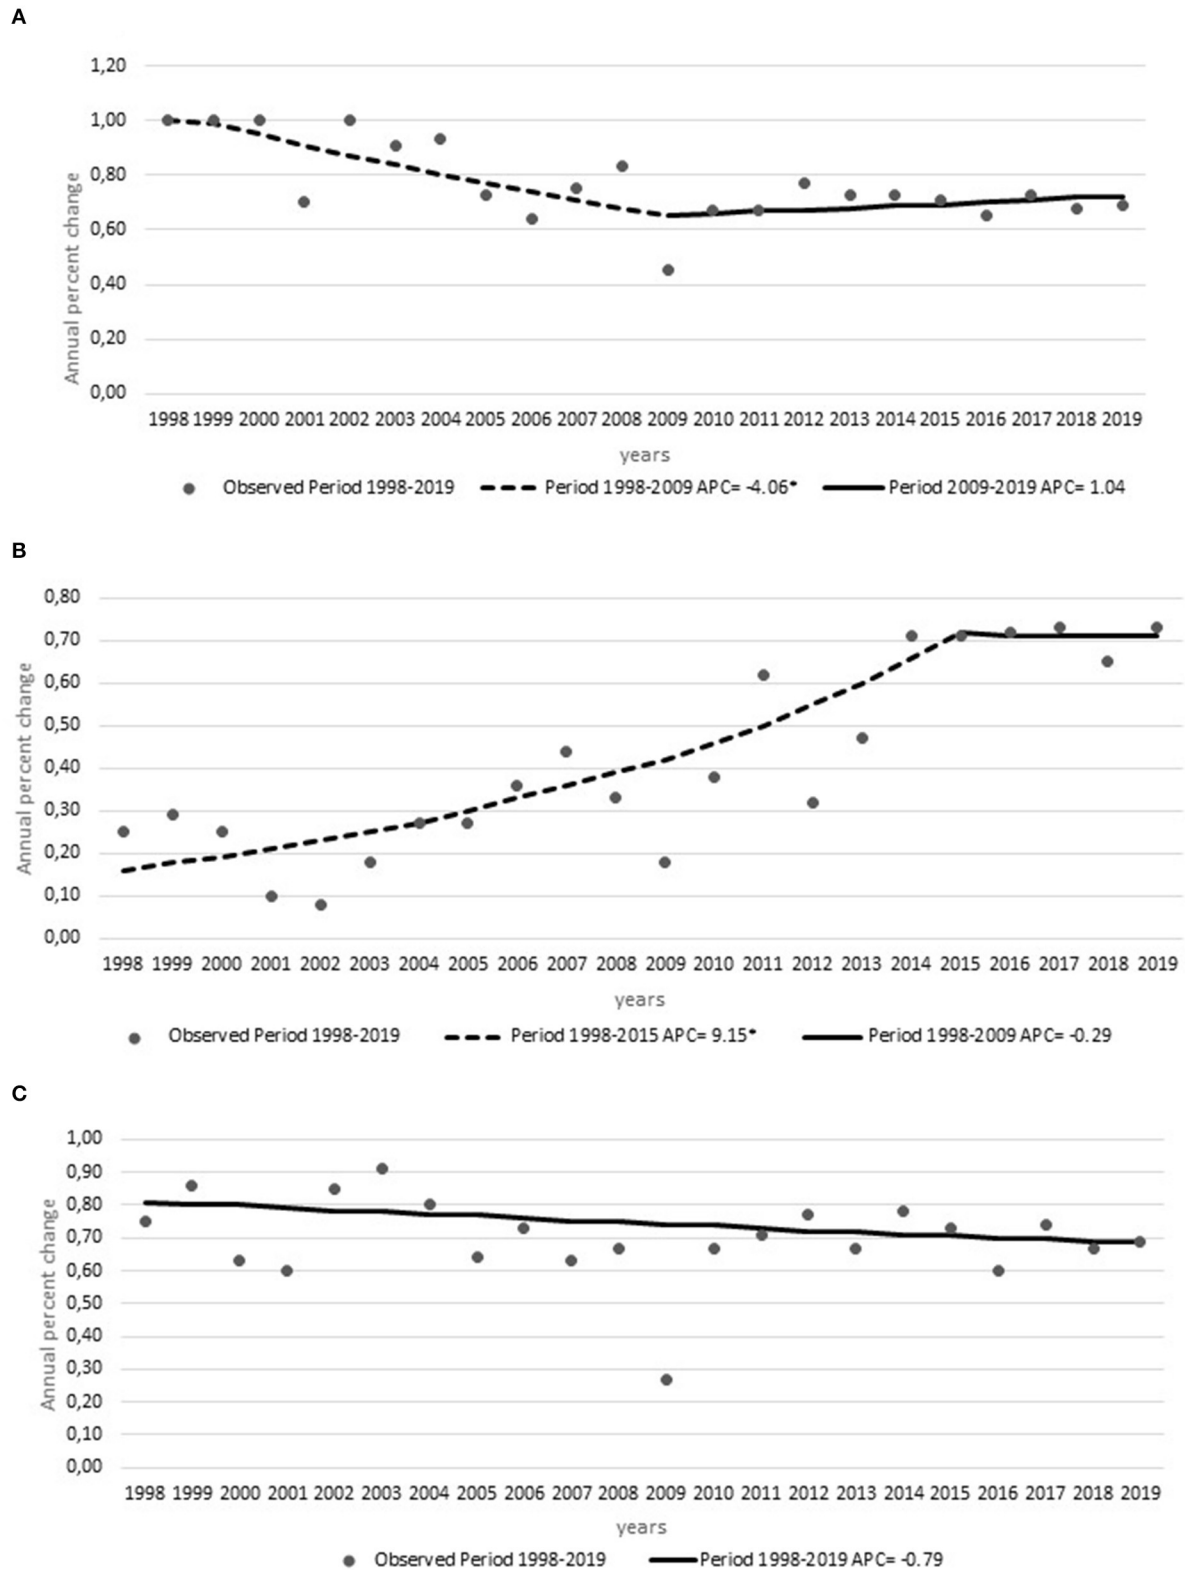 A
Annual percent change
1,20
1,00
0,80
0,60
0,40
0,20
0,00
1998 1999 2000 2001 2002 2003 2004 2005 2006 2007 2008 2009 2010 2011 2012 2013 2014 2015 2016 2017 2018 2019
years
Observed Period 1998-2019 Period 1998-2009 APC= -4.06* Period 2009-2019 APC= 1.04
B
Annual percent change
0,80
0,70
0,60
0,50
0,40
0,30
0,20
0,10
0,00
1998 1999 2000 2001 2002 2003 2004 2005 2006 2007 2008 2009 2010 2011 2012 2013 2014 2015 2016 2017 2018 2019
years
Observed Period 1998-2019 Period 1998-2015 APC= 9.15* Period 1998-2009 APC= -0.29
C
Annual percent change
1,00
0,90
0,80
0,70
0,60
0,50
0,40
0,30
0,20
0,10
0,00
1998 1999 2000 2001 2002 2003 2004 2005 2006 2007 2008 2009 2010 2011 2012 2013 2014 2015 2016 2017 2018 2019
years
Observed Period 1998-2019 Period 1998-2019 APC= -0.79